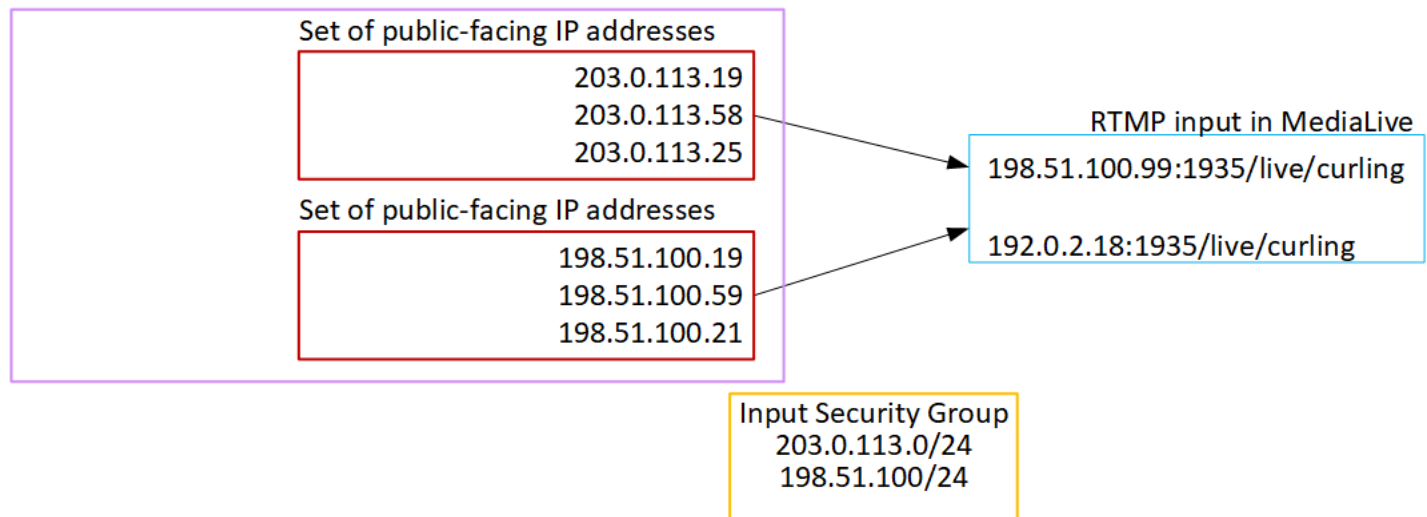 Set of public-facing IP addresses
203.0.113.19
203.0.113.58
203.0.113.25
Set of public-facing IP addresses
198.51.100.19
198.51.100.59
198.51.100.21
RTMP input in MediaLive
198.51.100.99:1935/live/curling
192.0.2.18:1935/live/curling
Input Security Group
203.0.113.0/24
198.51.100/24